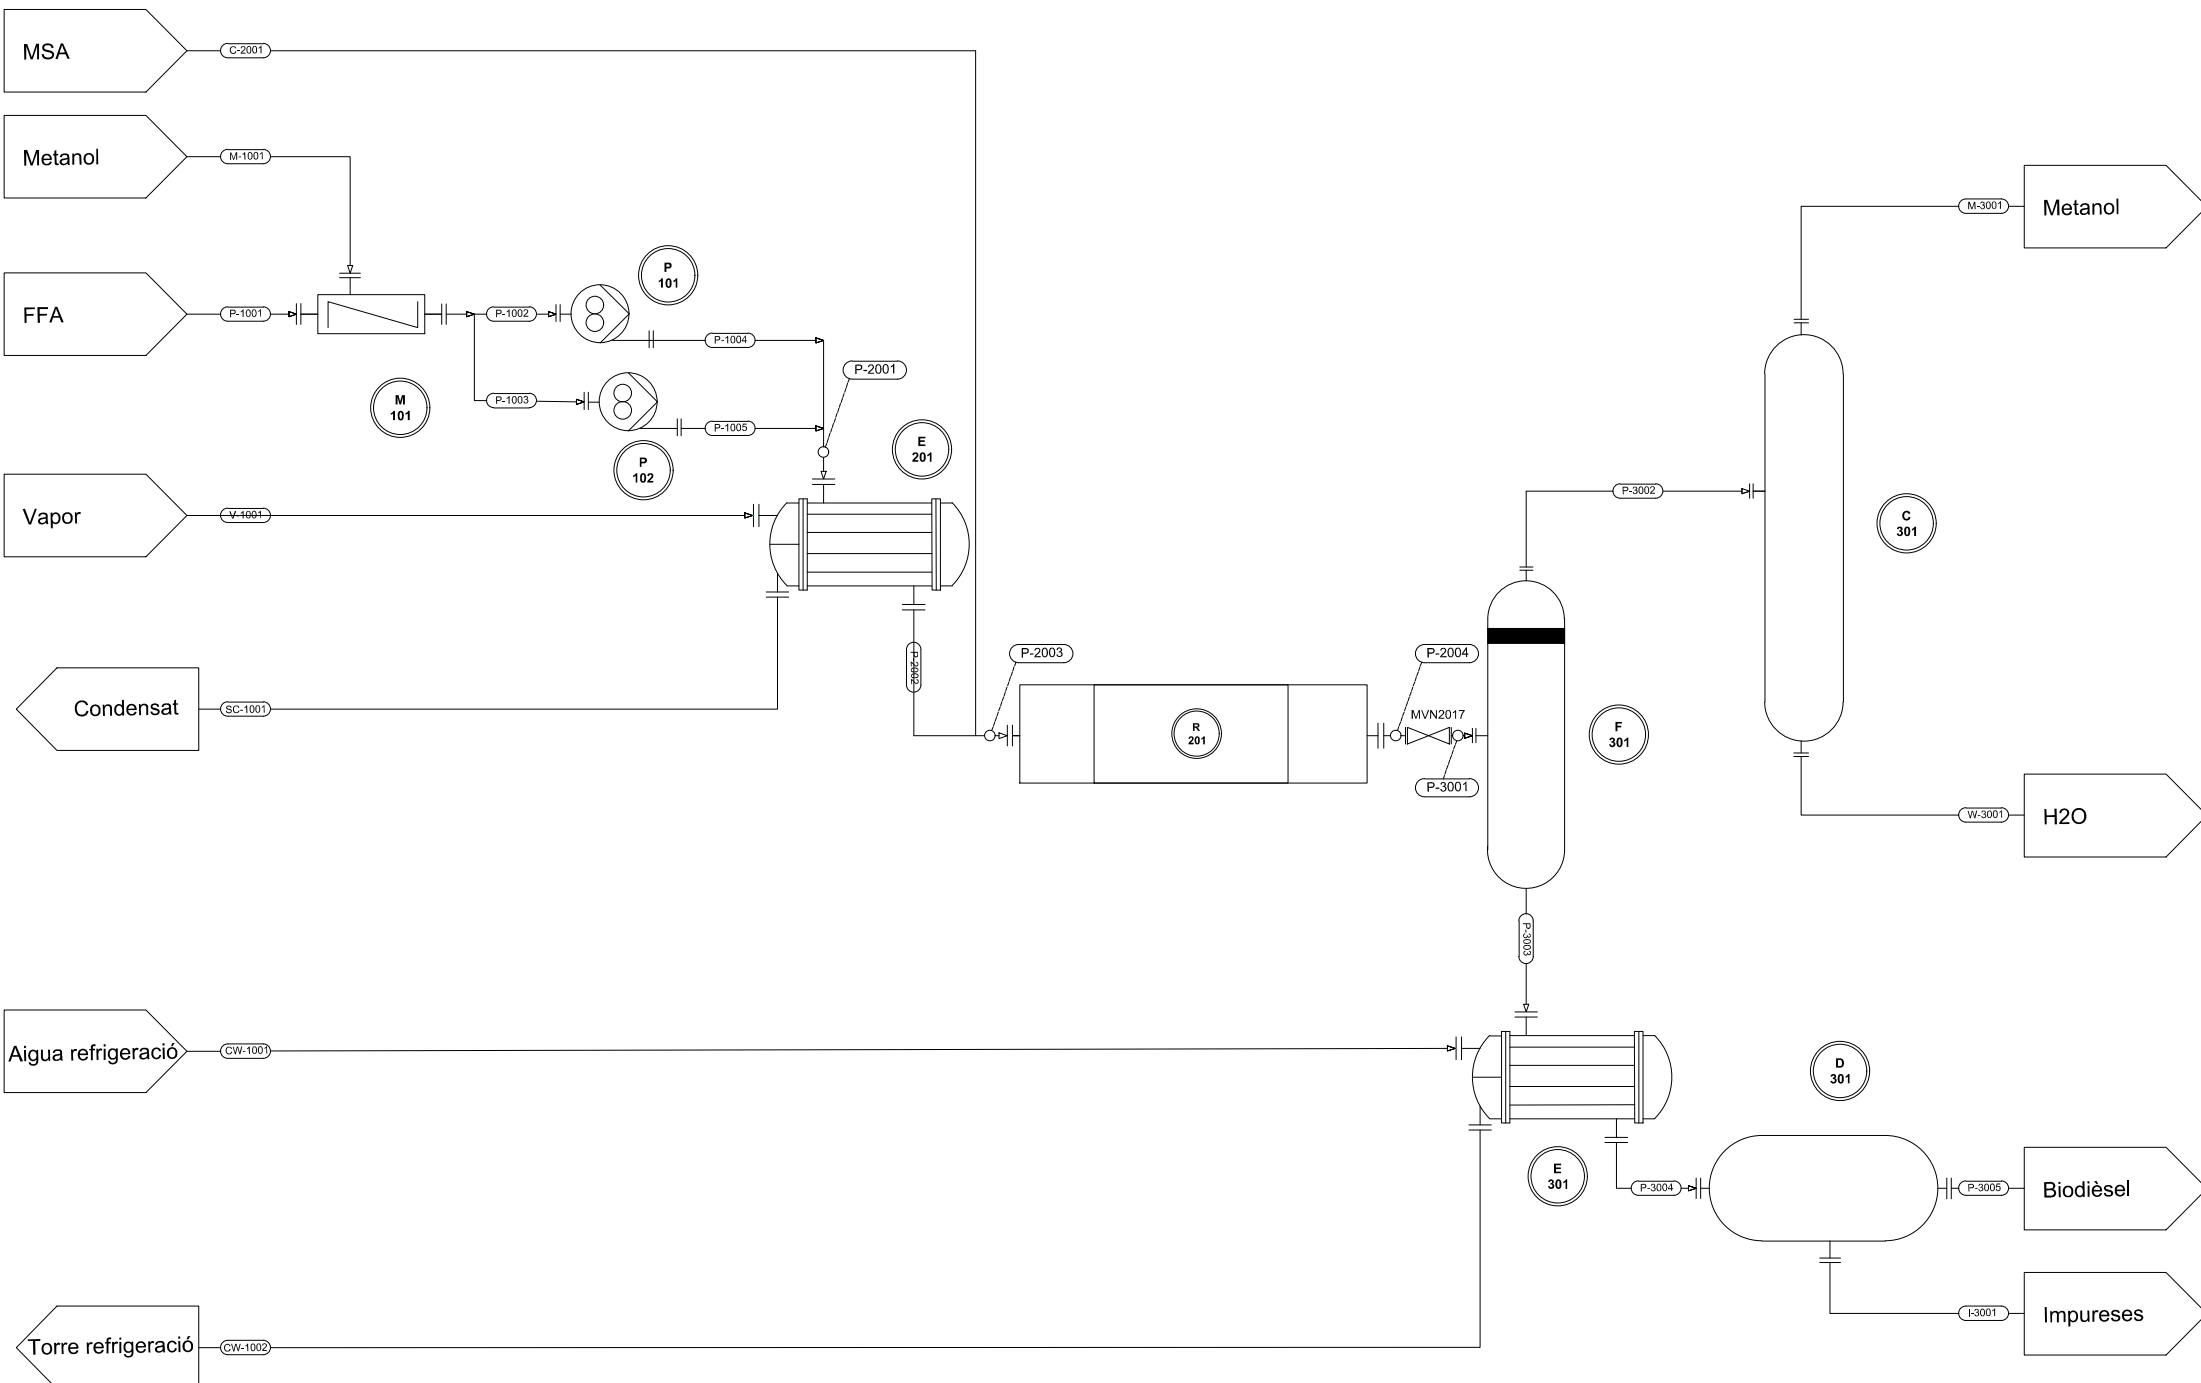 MSA
C-2001
Metanol
M-1001
M-3001
Metanol
P
101
FFA
P-1001
P-1002
P-1004
P-2001
M
101
P-1003
P-1005
E
201
P
102
Vapor
V-1001
P-3002
C
301
P-2002
P-2003
P-2004
Condensat
SC-1001
R
201
MVN2017
F
301
P-3001
W-3001
H2O
P-3003
Aigua refrigeració
CW-1001
D
301
E
301
P-3004
P-3005
Biodièsel
I-3001
Impureses
Torre refrigeració
CW-1002